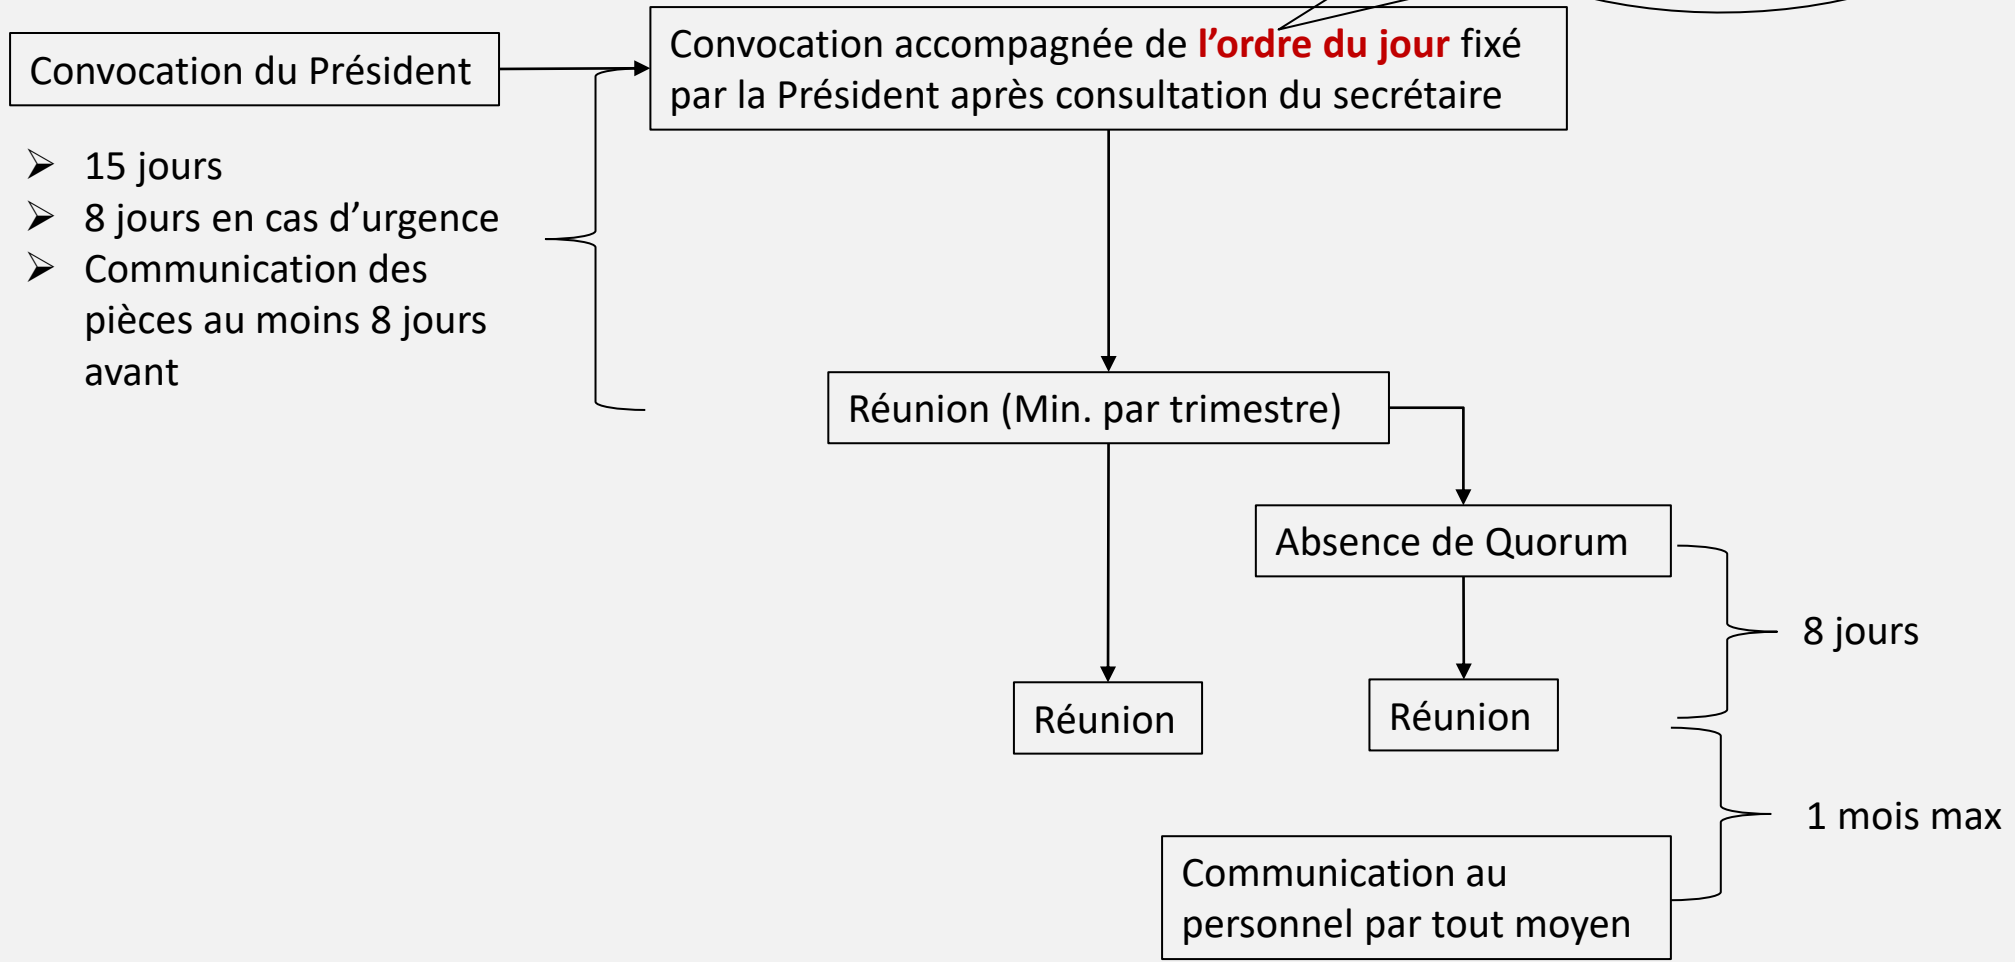 Convocation du Président
Convocation accompagnée de l’ordre du jour fixé
par la Président après consultation du secrétaire
➢ 15 jours
➢ 8 jours en cas d’urgence
➢ Communication des
pièces au moins 8 jours
avant
Réunion (Min. par trimestre)
Absence de Quorum
8 jours
Réunion
Réunion
1 mois max
Communication au
personnel par tout moyen